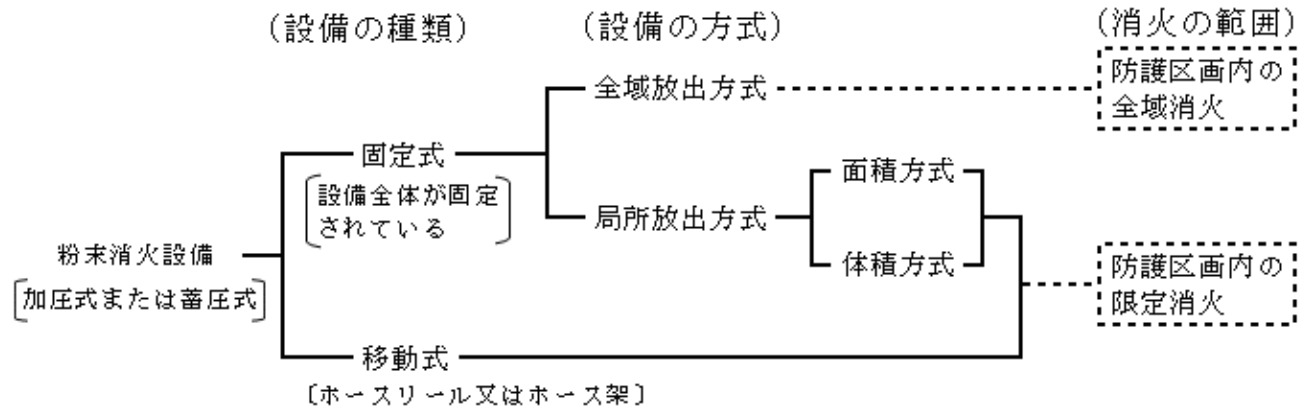 (設備の種類)
(設備の方式)
(消火の範囲)
全域放出方式
防護区画内の
全域消火
固定式
設備全体が固定
されている
面積方式
局所放出方式
体積方式
粉末消火設備
加圧式または蓄圧式
防護区画内の
限定消火
移動式
〔ホースリール又はホース架〕